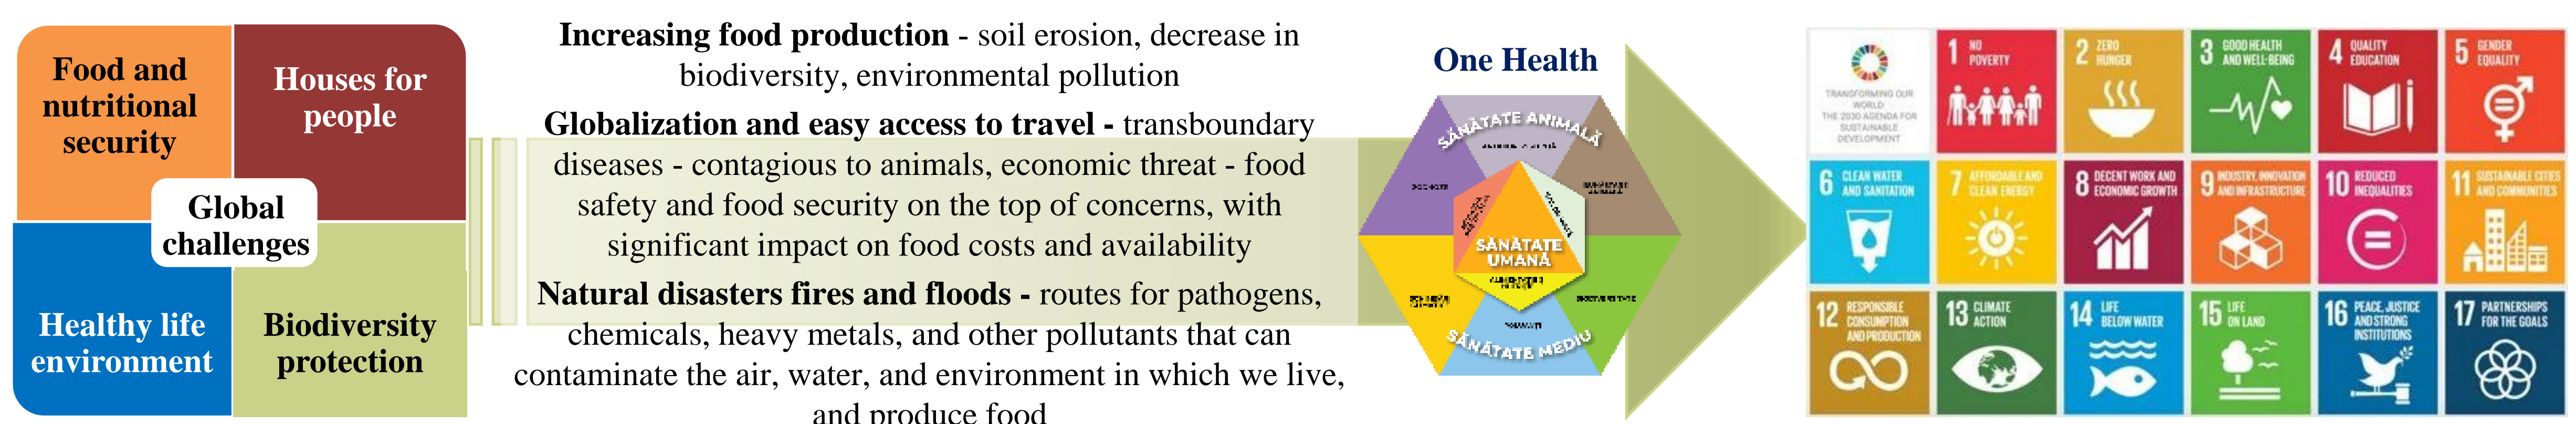 Food and
nutritional
security
Houses for
people
Global
challenges
Healthy life
environment
Biodiversity
protection
Increasing food production - soil erosion, decrease in
biodiversity, environmental pollution
Globalization and easy access to travel - transboundary
diseases - contagious to animals, economic threat - food
safety and food security on the top of concerns, with
significant impact on food costs and availability
Natural disasters fires and floods - routes for pathogens,
chemicals, heavy metals, and other pollutants that can
contaminate the air, water, and environment in which we live,
and produce food
One Health
SĂNĂTATE ANIMALĂ
SĂNĂTATE
UMANĂ
SĂNĂTATE MEDIU
TRANSFORMING OUR
WORLD:
THE 2030 AGENDA FOR
SUSTAINABLE
DEVELOPMENT
1 NO
POVERTY
2 ZERO
HUNGER
3 GOOD HEALTH
AND WELL-BEING
4 QUALITY
EDUCATION
5 GENDER
EQUALITY
6 CLEAN WATER
AND SANITATION
7 AFFORDABLE AND
CLEAN ENERGY
8 DECENT WORK AND
ECONOMIC GROWTH
9 INDUSTRY, INNOVATION
AND INFRASTRUCTURE
10 REDUCED
INEQUALITIES
11 SUSTAINABLE CITIES
AND COMMUNITIES
12 RESPONSIBLE
CONSUMPTION
AND PRODUCTION
13 CLIMATE
ACTION
14 LIFE
BELOW WATER
15 LIFE
ON LAND
16 PEACE, JUSTICE
AND STRONG
INSTITUTIONS
17 PARTNERSHIPS
FOR THE GOALS